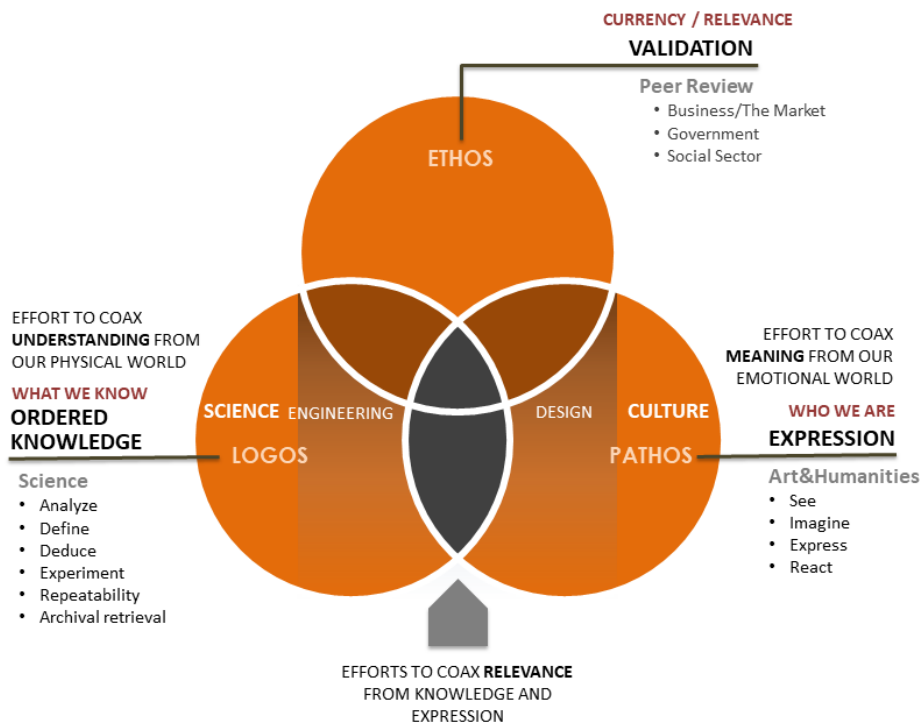 CURRENCY / RELEVANCE
VALIDATION
Peer Review
• Business/The Market
• Government
• Social Sector
ETHOS
EFFORT TO COAX
UNDERSTANDING FROM
OUR PHYSICAL WORLD
WHAT WE KNOW
ORDERED
KNOWLEDGE
Science
• Analyze
• Define
• Deduce
• Experiment
• Repeatability
• Archival retrieval
SCIENCE
ENGINEERING
LOGOS
DESIGN
CULTURE
PATHOS
EFFORT TO COAX
MEANING FROM OUR
EMOTIONAL WORLD
WHO WE ARE
EXPRESSION
Art&Humanities
• See
• Imagine
• Express
• React
EFFORTS TO COAX RELEVANCE
FROM KNOWLEDGE AND
EXPRESSION